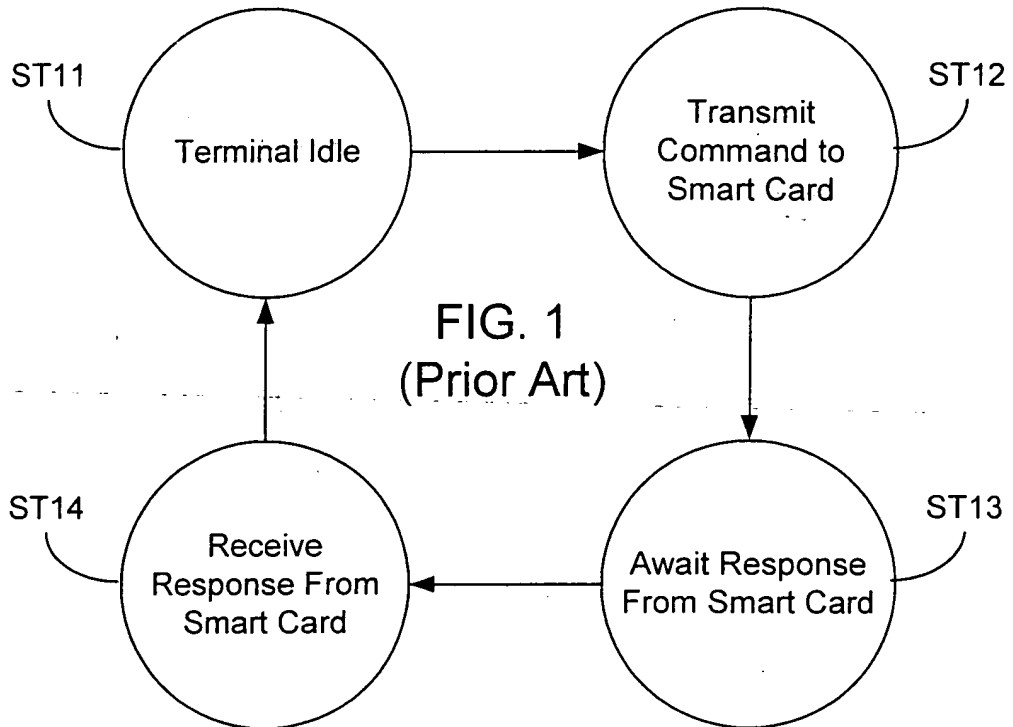 ST11
Terminal Idle
ST12
Transmit
Command to
Smart Card
FIG. 1
(Prior Art)
ST14
Receive
Response From
Smart Card
ST13
Await Response
From Smart Card